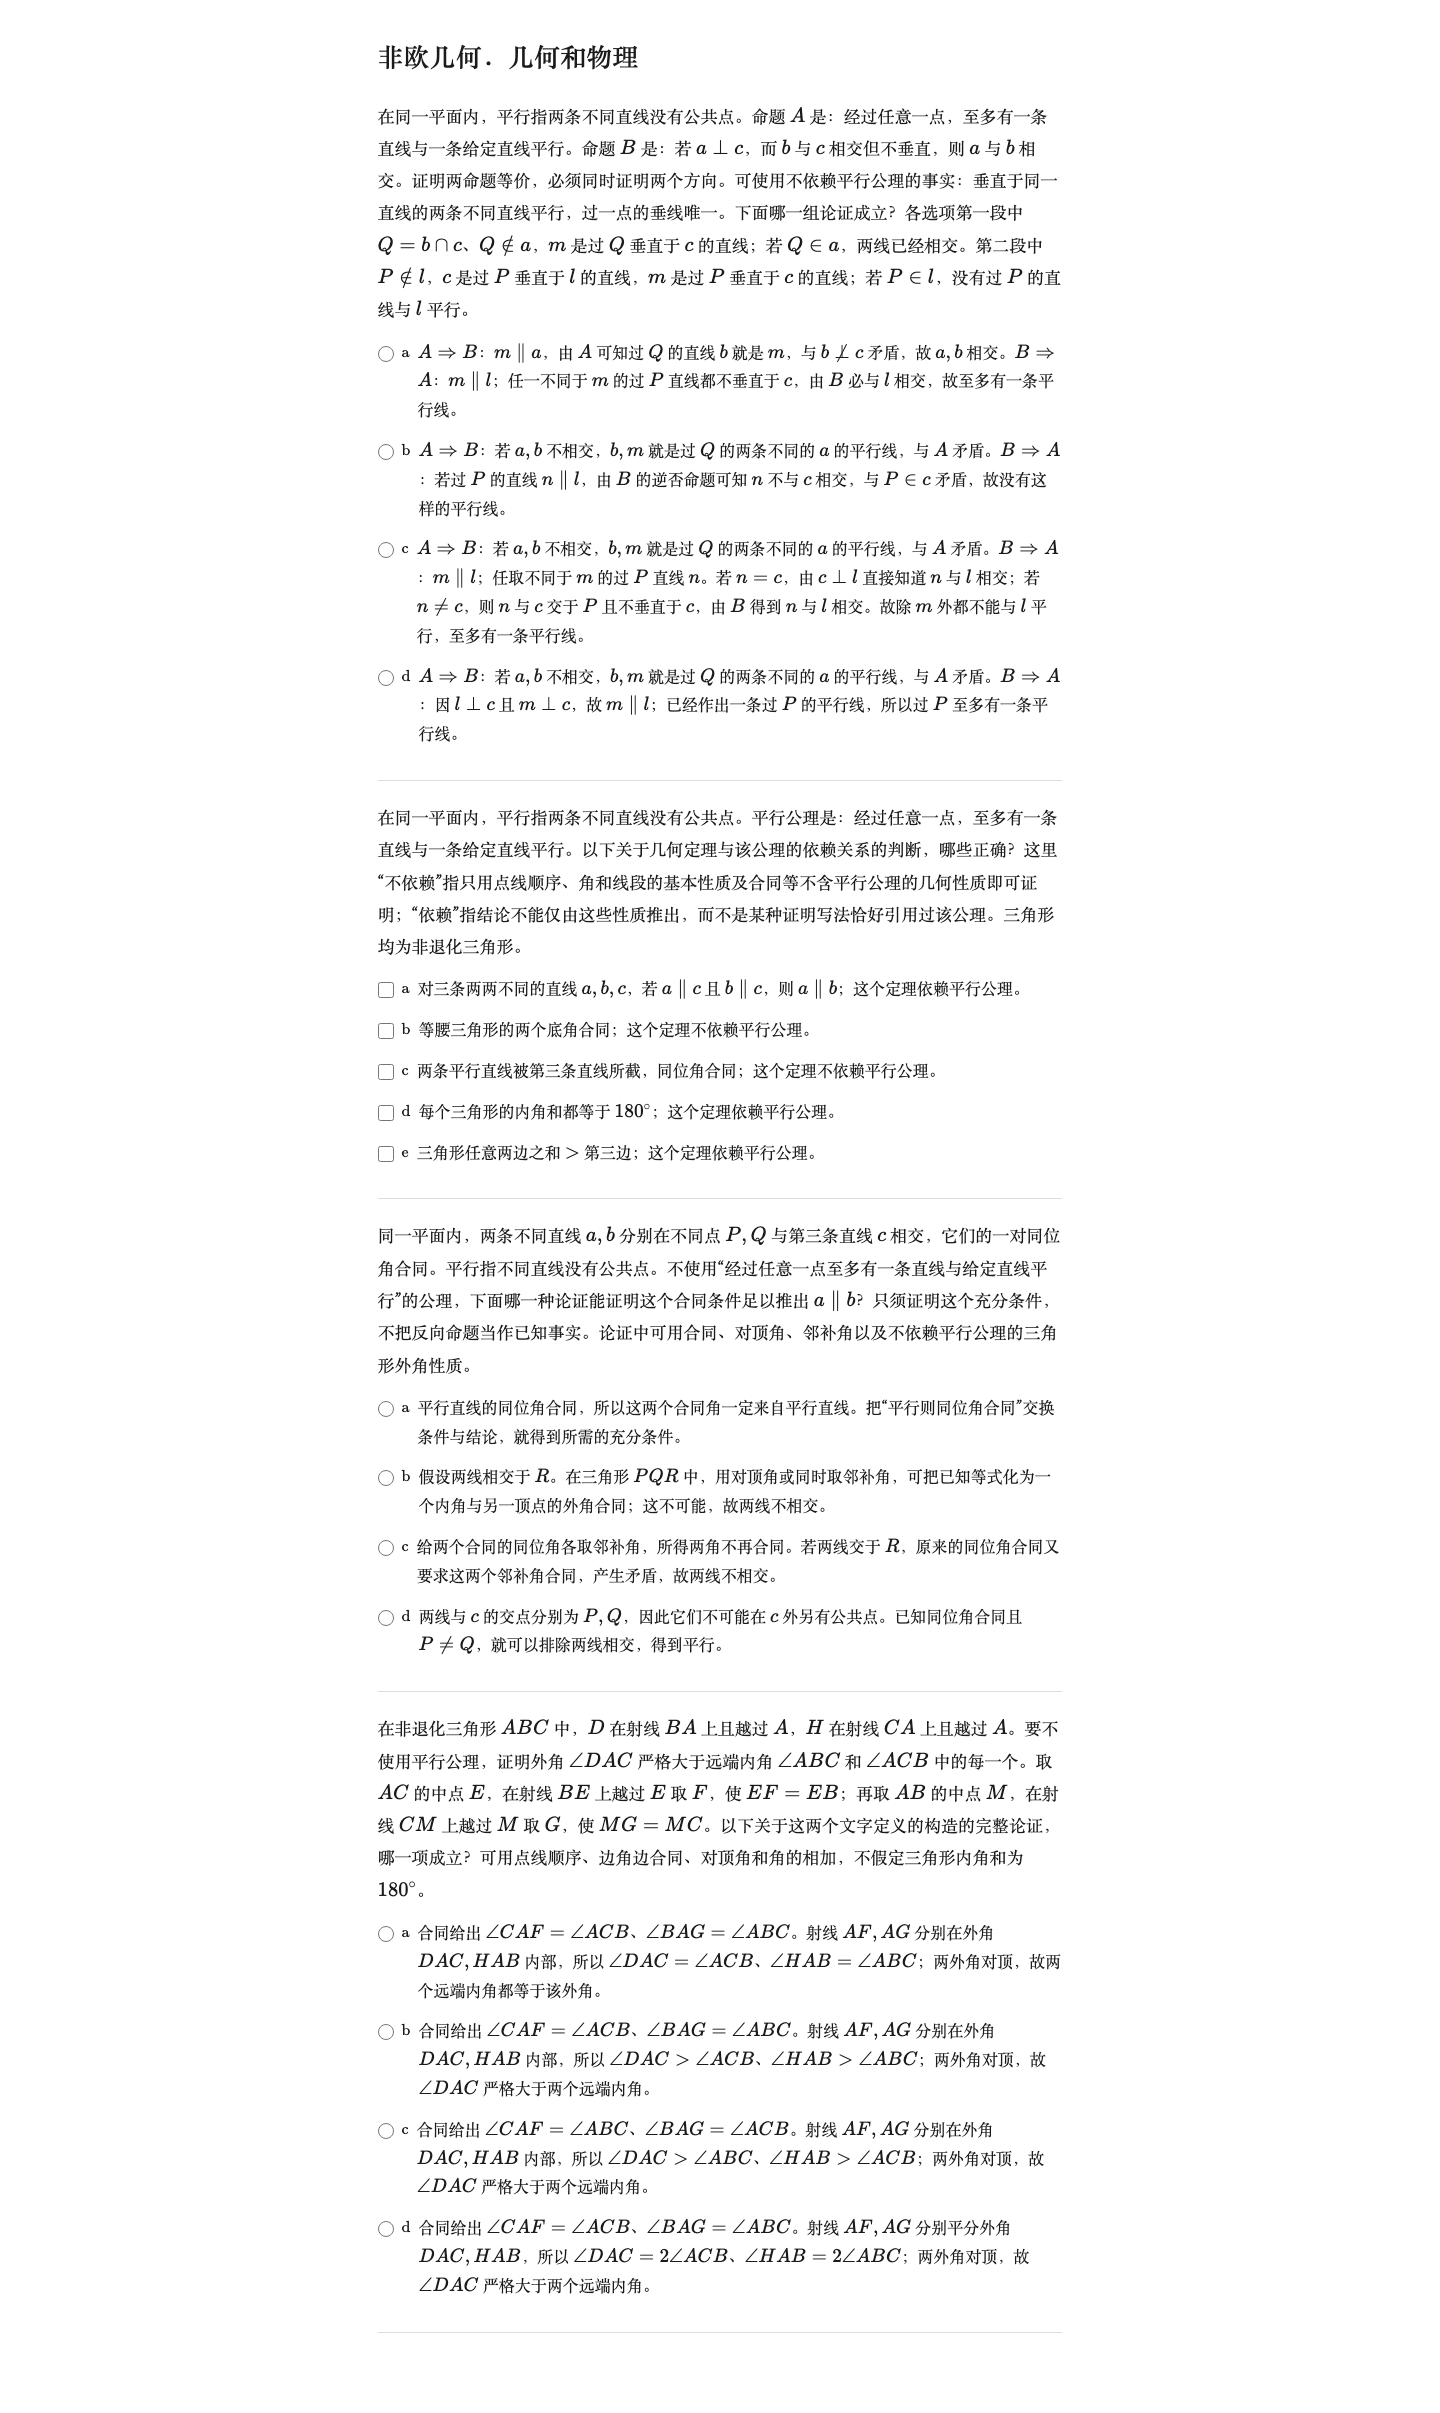 非欧几何．几何和物理
在同一平面内，平行指两条不同直线没有公共点。命题 A 是：经过任意一点，至多有一条
直线与一条给定直线平行。命题 B 是：若 a ⊥ c，而 b 与 c 相交但不垂直，则 a 与 b 相
交。证明两命题等价，必须同时证明两个方向。可使用不依赖平行公理的事实：垂直于同一
直线的两条不同直线平行，过一点的垂线唯一。下面哪一组论证成立？各选项第一段中
Q = b ∩ c、Q ∉ a，m 是过 Q 垂直于 c 的直线；若 Q ∈ a，两线已经相交。第二段中
P ∉ l，c 是过 P 垂直于 l 的直线，m 是过 P 垂直于 c 的直线；若 P ∈ l，没有过 P 的直
线与 l 平行。
a A ⇒ B：m ∥ a，由 A 可知过 Q 的直线 b 就是 m，与 b ⊥̸ c 矛盾，故 a, b 相交。B ⇒
A：m ∥ l；任一不同于 m 的过 P 直线都不垂直于 c，由 B 必与 l 相交，故至多有一条平
行线。
b A ⇒ B：若 a, b 不相交，b, m 就是过 Q 的两条不同的 a 的平行线，与 A 矛盾。B ⇒ A
：若过 P 的直线 n ∥ l，由 B 的逆否命题可知 n 不与 c 相交，与 P ∈ c 矛盾，故没有这
样的平行线。
c A ⇒ B：若 a, b 不相交，b, m 就是过 Q 的两条不同的 a 的平行线，与 A 矛盾。B ⇒ A
：m ∥ l；任取不同于 m 的过 P 直线 n。若 n = c，由 c ⊥ l 直接知道 n 与 l 相交；若
n ≠ c，则 n 与 c 交于 P 且不垂直于 c，由 B 得到 n 与 l 相交。故除 m 外都不能与 l 平
行，至多有一条平行线。
d A ⇒ B：若 a, b 不相交，b, m 就是过 Q 的两条不同的 a 的平行线，与 A 矛盾。B ⇒ A
：因 l ⊥ c 且 m ⊥ c，故 m ∥ l；已经作出一条过 P 的平行线，所以过 P 至多有一条平
行线。
在同一平面内，平行指两条不同直线没有公共点。平行公理是：经过任意一点，至多有一条
直线与一条给定直线平行。以下关于几何定理与该公理的依赖关系的判断，哪些正确？这里
“不依赖”指只用点线顺序、角和线段的基本性质及合同等不含平行公理的几何性质即可证
明；“依赖”指结论不能仅由这些性质推出，而不是某种证明写法恰好引用过该公理。三角形
均为非退化三角形。
a 对三条两两不同的直线 a, b, c，若 a ∥ c 且 b ∥ c，则 a ∥ b；这个定理依赖平行公理。
b 等腰三角形的两个底角合同；这个定理不依赖平行公理。
c 两条平行直线被第三条直线所截，同位角合同；这个定理不依赖平行公理。
d 每个三角形的内角和都等于 180°；这个定理依赖平行公理。
e 三角形任意两边之和 > 第三边；这个定理依赖平行公理。
同一平面内，两条不同直线 a, b 分别在不同点 P, Q 与第三条直线 c 相交，它们的一对同位
角合同。平行指不同直线没有公共点。不使用“经过任意一点至多有一条直线与给定直线平
行”的公理，下面哪一种论证能证明这个合同条件足以推出 a ∥ b？只须证明这个充分条件，
不把反向命题当作已知事实。论证中可用合同、对顶角、邻补角以及不依赖平行公理的三角
形外角性质。
a 平行直线的同位角合同，所以这两个合同角一定来自平行直线。把“平行则同位角合同”交换
条件与结论，就得到所需的充分条件。
b 假设两线相交于 R。在三角形 PQR 中，用对顶角或同时取邻补角，可把已知等式化为一
个内角与另一顶点的外角合同；这不可能，故两线不相交。
c 给两个合同的同位角各取邻补角，所得两角不再合同。若两线交于 R，原来的同位角合同又
要求这两个邻补角合同，产生矛盾，故两线不相交。
d 两线与 c 的交点分别为 P, Q，因此它们不可能在 c 外另有公共点。已知同位角合同且
P ≠ Q，就可以排除两线相交，得到平行。
在非退化三角形 ABC 中，D 在射线 BA 上且越过 A，H 在射线 CA 上且越过 A。要不
使用平行公理，证明外角 ∠DAC 严格大于远端内角 ∠ABC 和 ∠ACB 中的每一个。取
AC 的中点 E，在射线 BE 上越过 E 取 F，使 EF = EB；再取 AB 的中点 M，在射
线 CM 上越过 M 取 G，使 MG = MC。以下关于这两个文字定义的构造的完整论证，
哪一项成立？可用点线顺序、边角边合同、对顶角和角的相加，不假定三角形内角和为
180°。
a 合同给出 ∠CAF = ∠ACB、∠BAG = ∠ABC。射线 AF, AG 分别在外角
DAC, HAB 内部，所以 ∠DAC = ∠ACB、∠HAB = ∠ABC；两外角对顶，故两
个远端内角都等于该外角。
b 合同给出 ∠CAF = ∠ACB、∠BAG = ∠ABC。射线 AF, AG 分别在外角
DAC, HAB 内部，所以 ∠DAC > ∠ACB、∠HAB > ∠ABC；两外角对顶，故
∠DAC 严格大于两个远端内角。
c 合同给出 ∠CAF = ∠ABC、∠BAG = ∠ACB。射线 AF, AG 分别在外角
DAC, HAB 内部，所以 ∠DAC > ∠ABC、∠HAB > ∠ACB；两外角对顶，故
∠DAC 严格大于两个远端内角。
d 合同给出 ∠CAF = ∠ACB、∠BAG = ∠ABC。射线 AF, AG 分别平分外角
DAC, HAB，所以 ∠DAC = 2∠ACB、∠HAB = 2∠ABC；两外角对顶，故
∠DAC 严格大于两个远端内角。